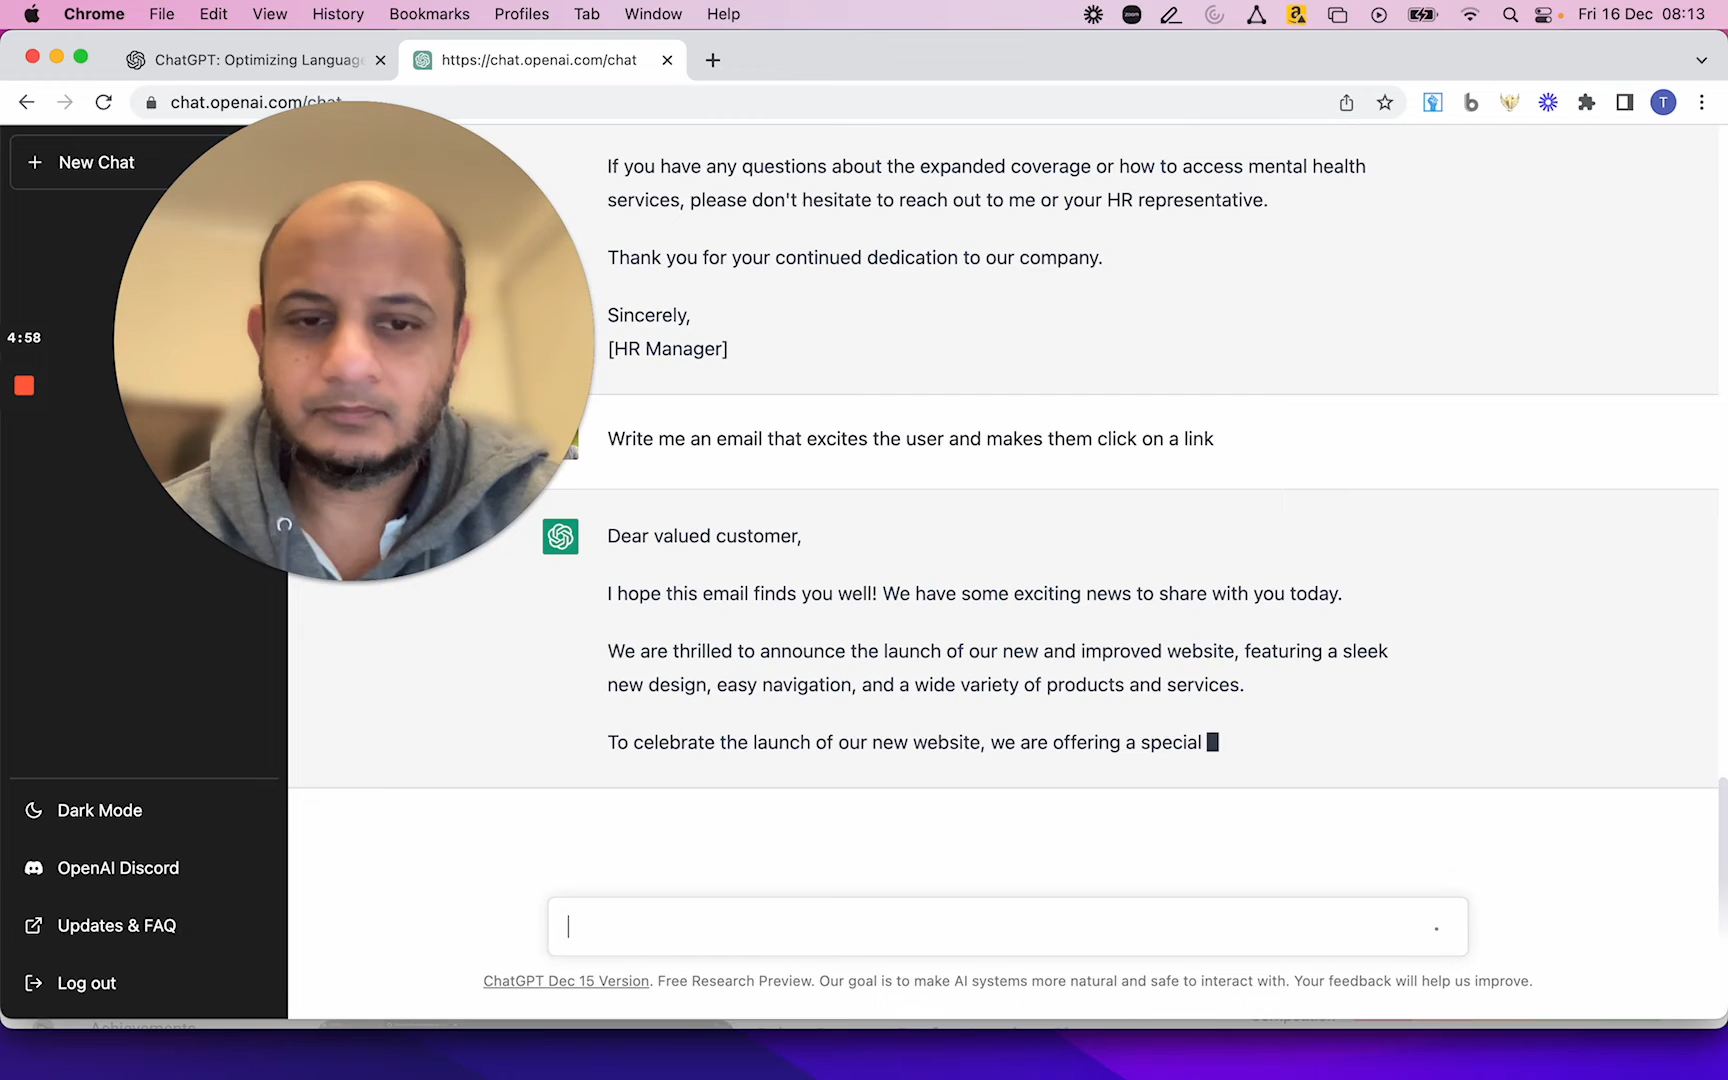 Chrome File Edit View History Bookmarks Profiles Tab Window Help zoom Fri 16 Dec 08:13
ChatGPT: Optimizing Language https://chat.openai.com/chat
chat.openai.com/chat T
New Chat
If you have any questions about the expanded coverage or how to access mental health
services, please don't hesitate to reach out to me or your HR representative.
Thank you for your continued dedication to our company.
Sincerely,
4:58
[HR Manager]
Write me an email that excites the user and makes them click on a link
Dear valued customer,
I hope this email finds you well! We have some exciting news to share with you today.
We are thrilled to announce the launch of our new and improved website, featuring a sleek
new design, easy navigation, and a wide variety of products and services.
To celebrate the launch of our new website, we are offering a special
Dark Mode
OpenAI Discord
Updates & FAQ
Log out
ChatGPT Dec 15 Version. Free Research Preview. Our goal is to make AI systems more natural and safe to interact with. Your feedback will help us improve.
Achievements